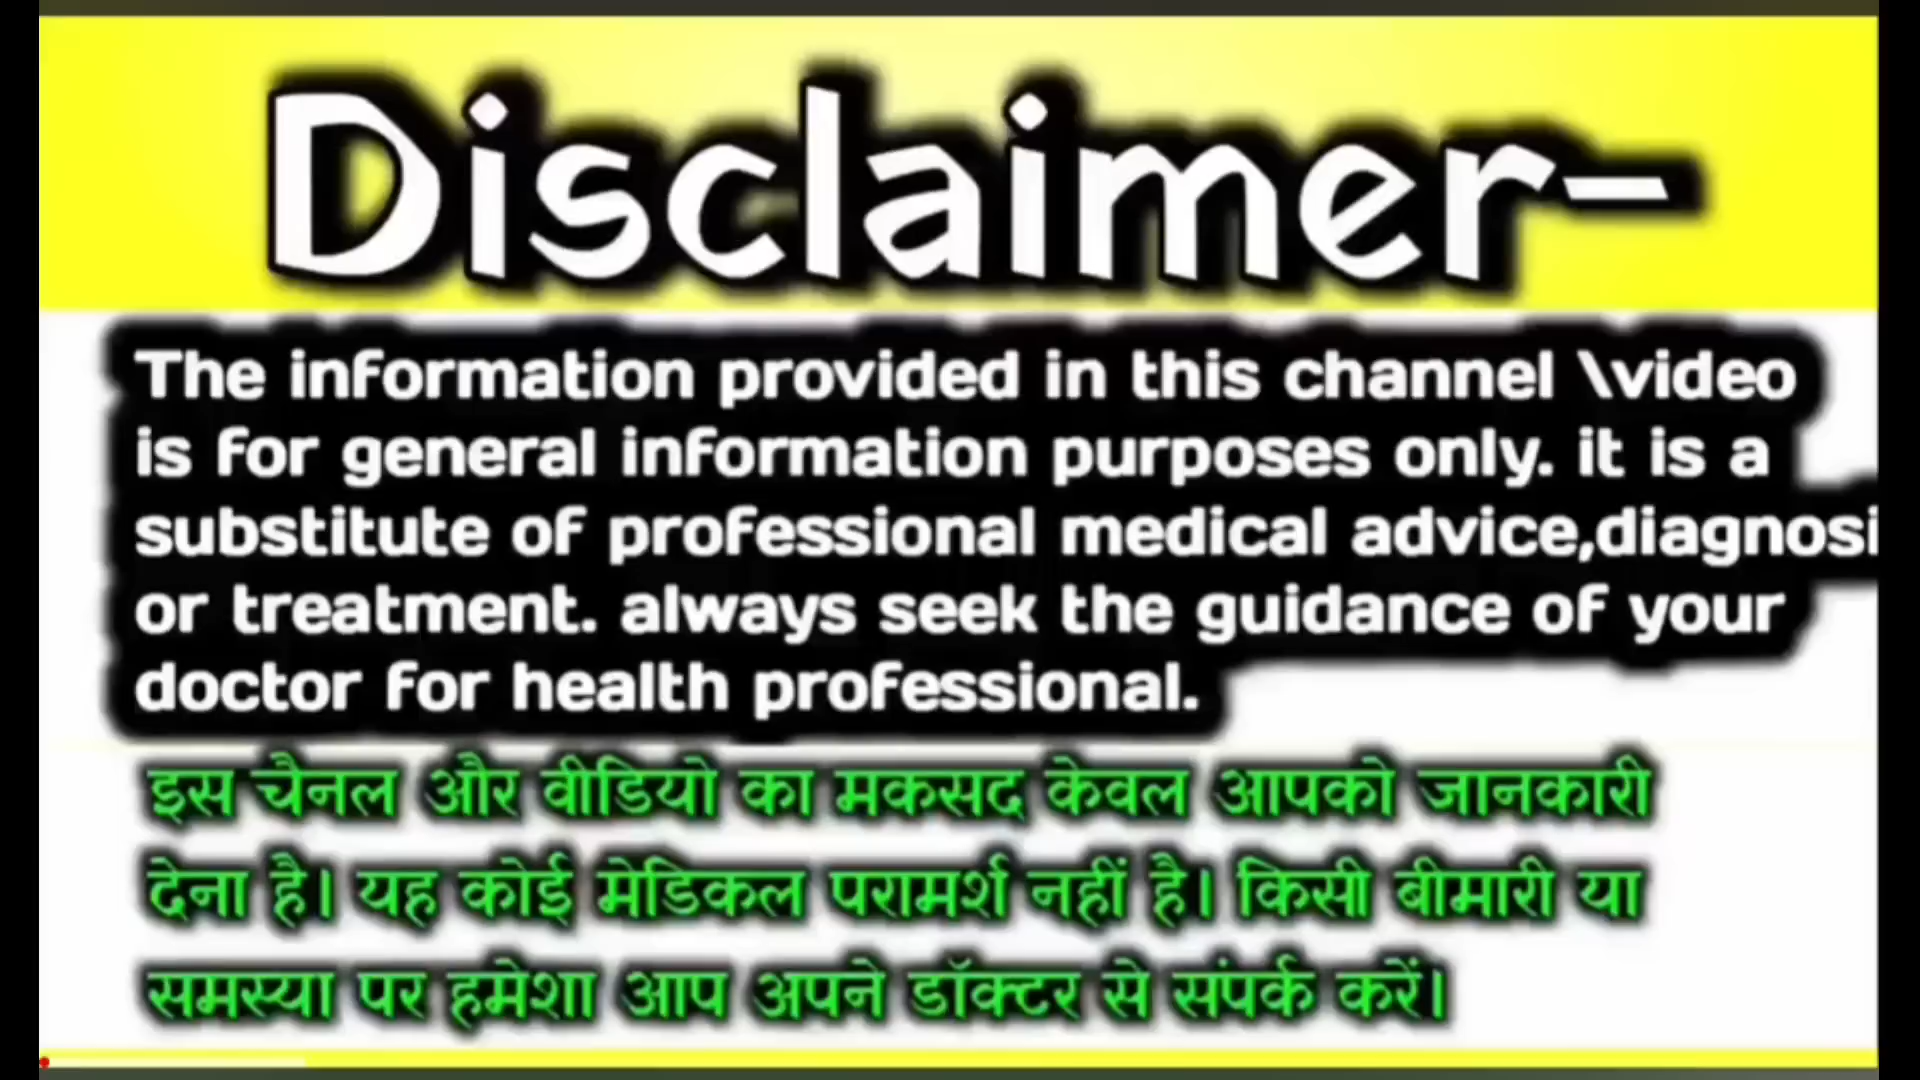 Disclaimer-
The information provided in this channel \video
is for general information purposes only. it is a
substitute of professional medical advice,diagnosi
or treatment. always seek the guidance of your
doctor for health professional.
इस चैनल और वीडियो का मकसद केवल आपको जानकारी
देना है। यह कोई मेडिकल परामर्श नहीं है। किसी बीमारी या
समस्या पर हमेशा आप अपने डॉक्टर से संपर्क करें।